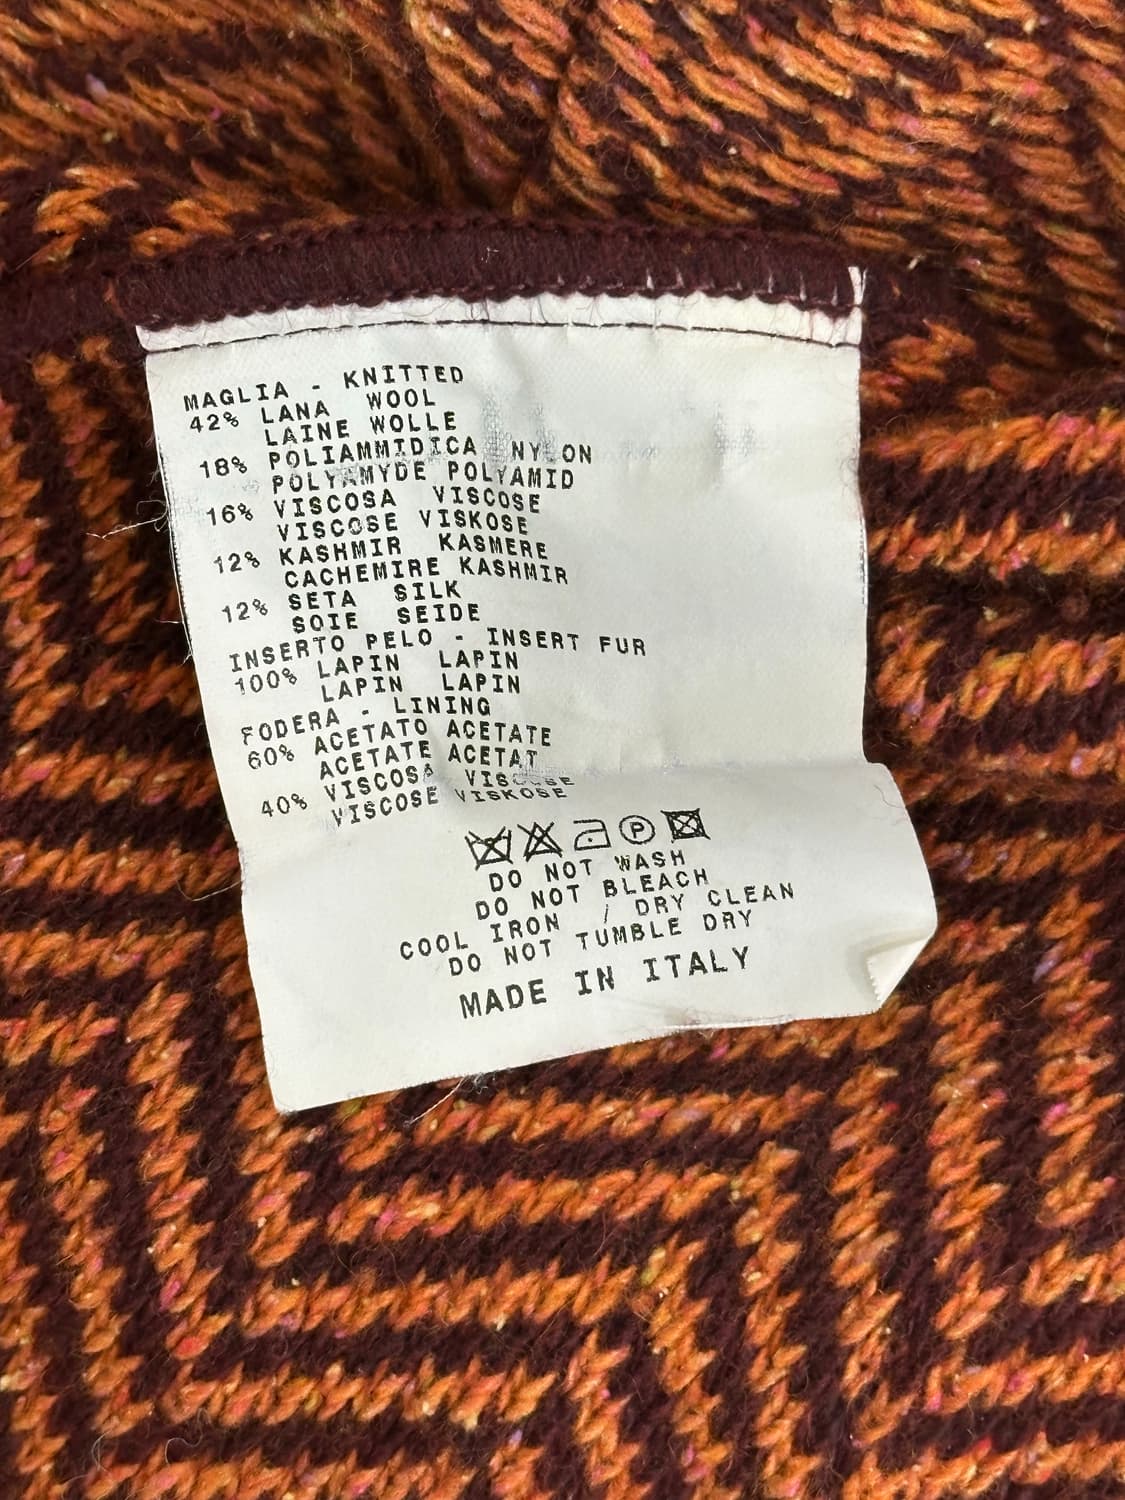 MAGLIA - KNITTED
42% LANA WOOL
LAINE WOLLE
18% POLIAMMIDICA NYLON
POLYAMYDE POLYAMID
16% VISCOSA VISCOSE
VISCOSE VISKOSE
12% KASHMIR KASMERE
CACHEMIRE KASHMIR
12% SETA SILK
SOIE SEIDE
INSERTO PELO - INSERT FUR
100% LAPIN LAPIN
LAPIN LAPIN
FODERA - LINING
60% ACETATO ACETATE
ACETATE ACETAT
40% VISCOSA VISCOSE
VISCOSE VISKOSE
P
DO NOT WASH
DO NOT BLEACH
COOL IRON / DRY CLEAN
DO NOT TUMBLE DRY
MADE IN ITALY